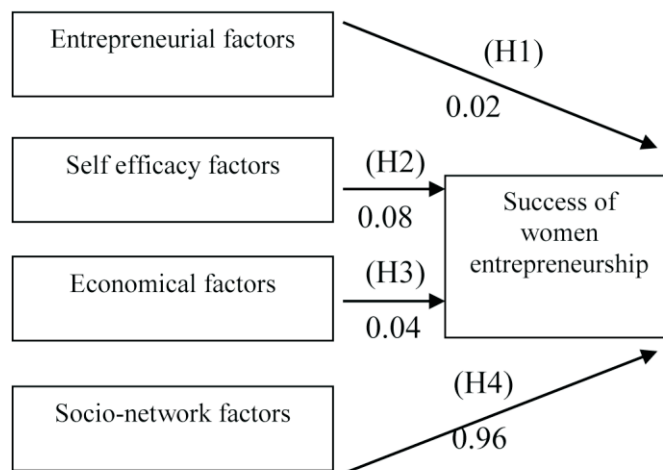 Entrepreneurial factors
(H1)
0.02
Self efficacy factors
(H2)
0.08
Success of
women
entrepreneurship
Economical factors
(H3)
0.04
Socio-network factors
(H4)
0.96